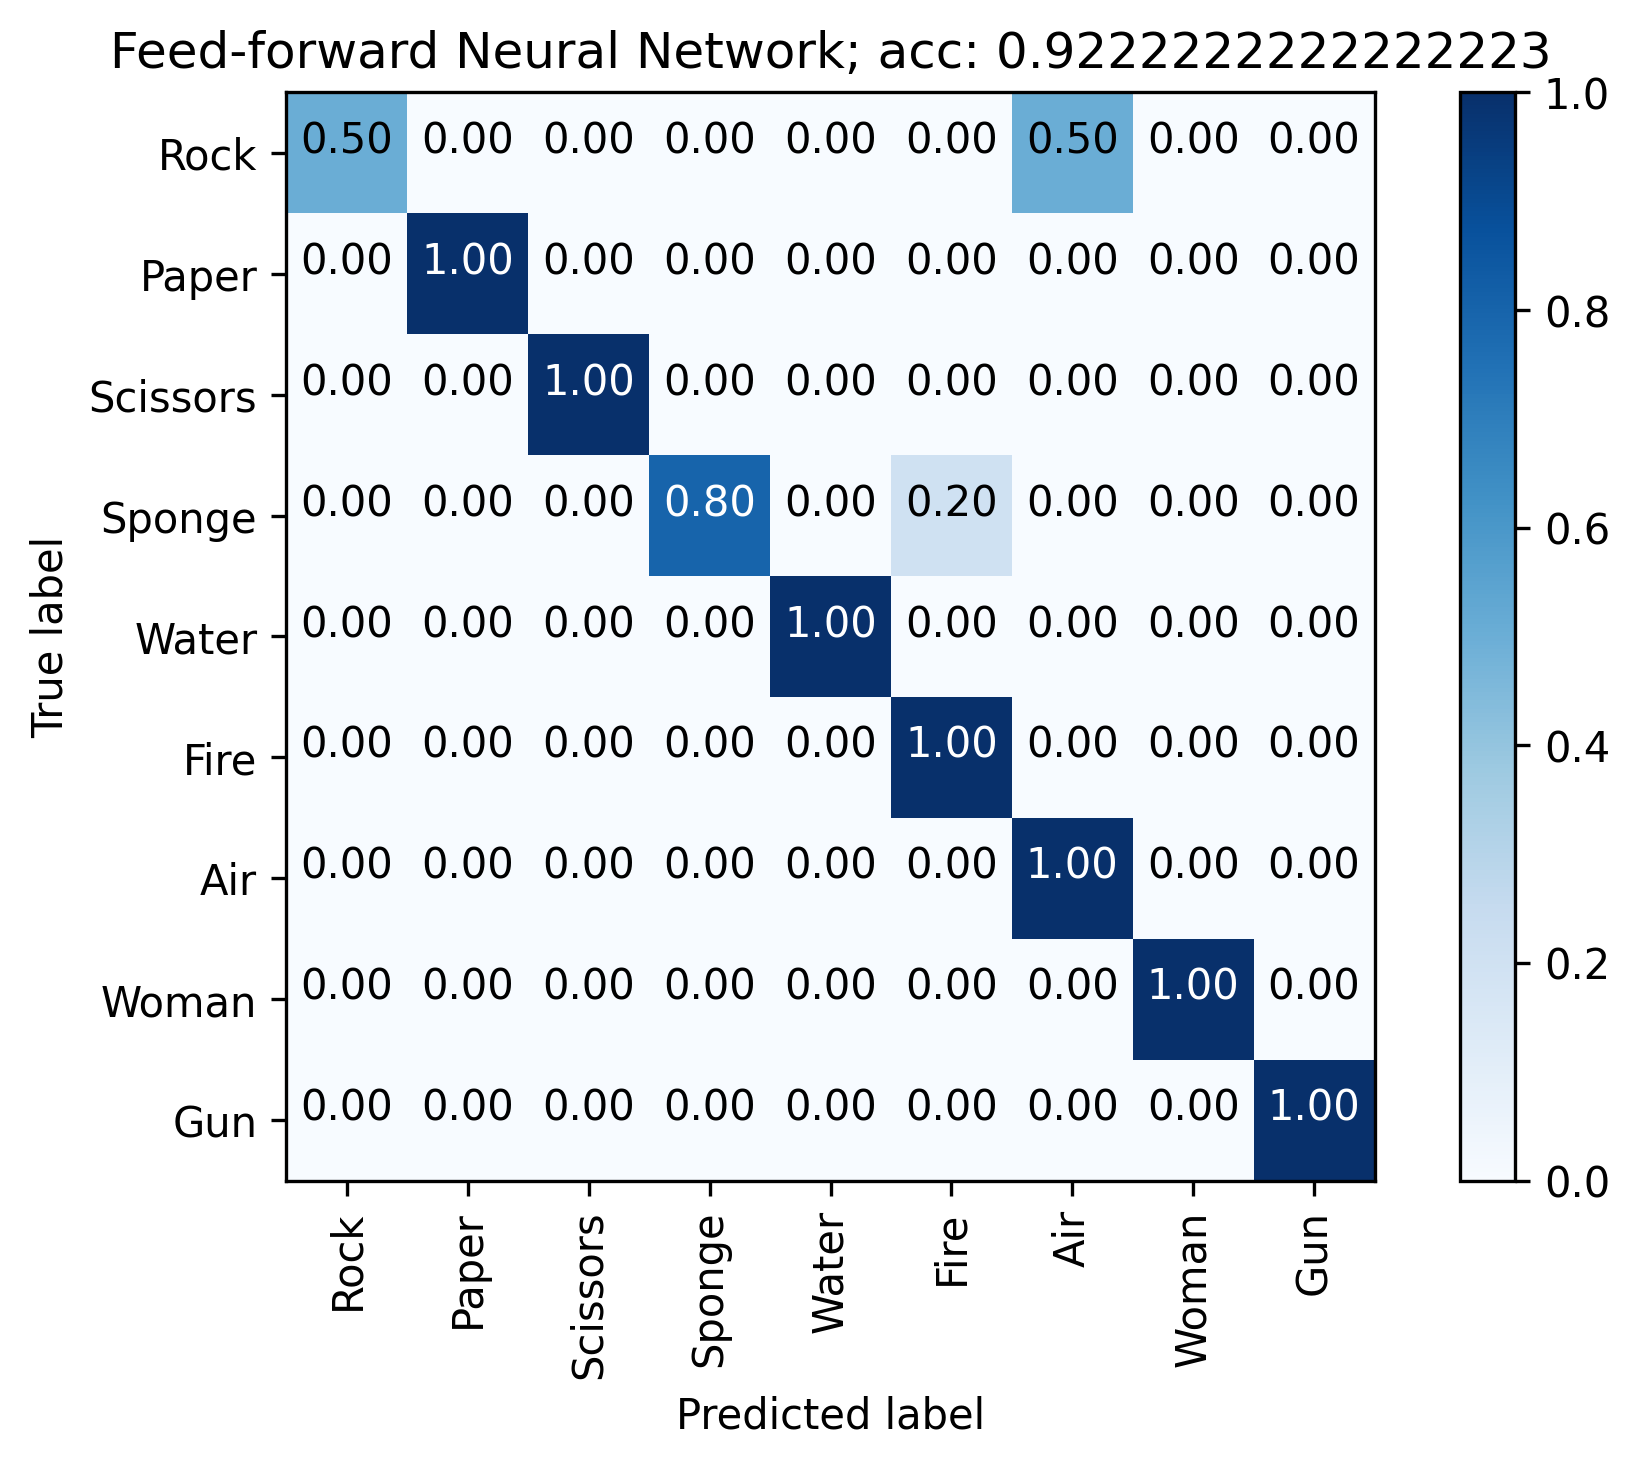 Feed-forward Neural Network; acc: 0.9222222222222223
True label
Rock 0.50 0.00 0.00 0.00 0.00 0.00 0.50 0.00 0.00
Paper 0.00 1.00 0.00 0.00 0.00 0.00 0.00 0.00 0.00
Scissors 0.00 0.00 1.00 0.00 0.00 0.00 0.00 0.00 0.00
Sponge 0.00 0.00 0.00 0.80 0.00 0.20 0.00 0.00 0.00
Water 0.00 0.00 0.00 0.00 1.00 0.00 0.00 0.00 0.00
Fire 0.00 0.00 0.00 0.00 0.00 1.00 0.00 0.00 0.00
Air 0.00 0.00 0.00 0.00 0.00 0.00 1.00 0.00 0.00
Woman 0.00 0.00 0.00 0.00 0.00 0.00 0.00 1.00 0.00
Gun 0.00 0.00 0.00 0.00 0.00 0.00 0.00 0.00 1.00
Rock Paper Scissors Sponge Water Fire Air Woman Gun
Predicted label
1.0
0.8
0.6
0.4
0.2
0.0